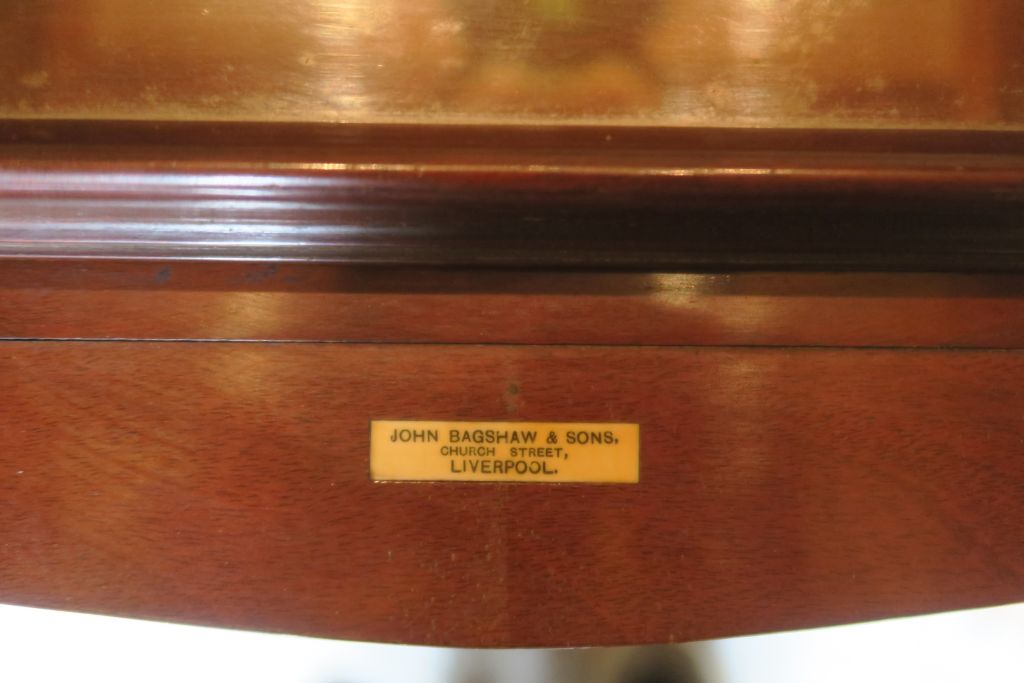 JOHN BAGSHAW & SONS,
CHURCH STREET,
LIVERPOOL.